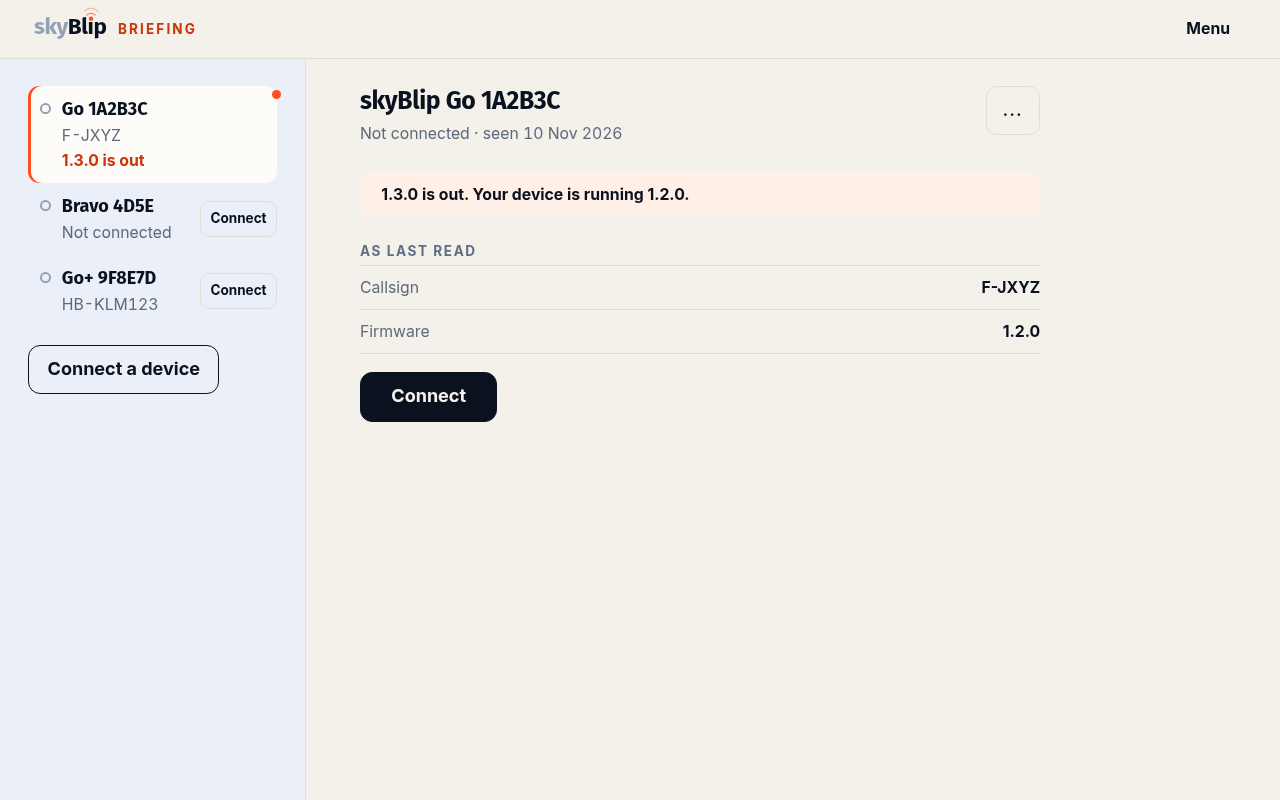 skyBlip BRIEFING
Menu
Go 1A2B3C
F-JXYZ
1.3.0 is out
Bravo 4D5E
Not connected
Connect
Go+ 9F8E7D
HB-KLM123
Connect
Connect a device
skyBlip Go 1A2B3C
Not connected · seen 10 Nov 2026
...
1.3.0 is out. Your device is running 1.2.0.
AS LAST READ
Callsign F-JXYZ
Firmware 1.2.0
Connect